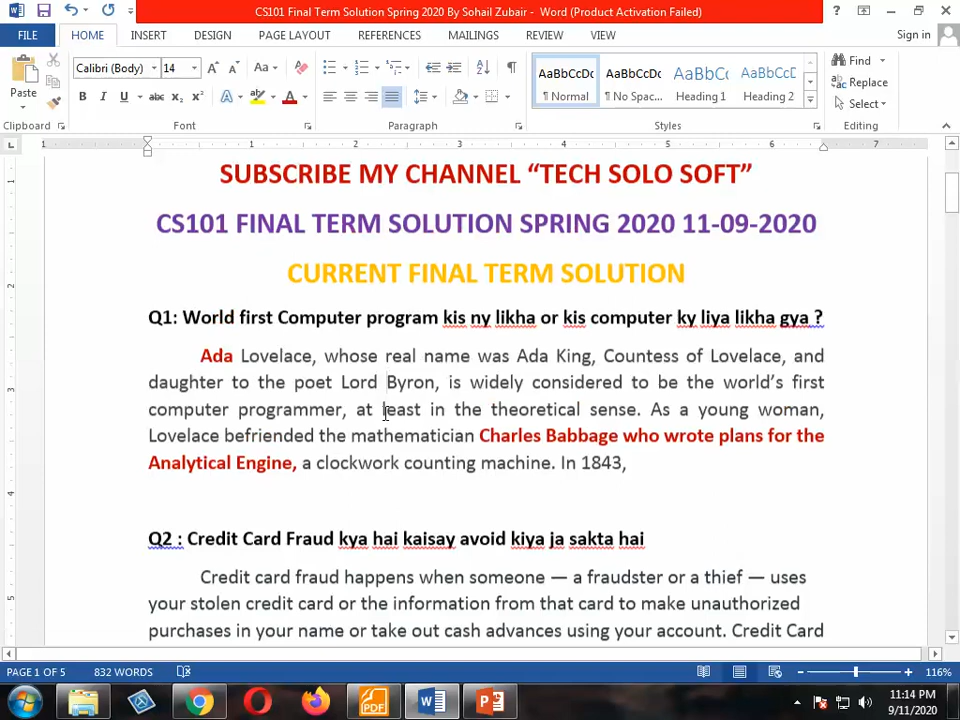 CS101 Final Term Solution Spring 2020 By Sohail Zubair - Word (Product Activation Failed)
FILE HOME INSERT DESIGN PAGE LAYOUT REFERENCES MAILINGS REVIEW VIEW Sign in
Calibri (Body) 14
Paste
AaBbCcDc AaBbCcDc AaBbCc AaBbCcD
¶ Normal ¶ No Spac... Heading 1 Heading 2
Find
Replace
Select
Clipboard Font Paragraph Styles Editing
1 1 2 3 4 5 6 7
SUBSCRIBE MY CHANNEL “TECH SOLO SOFT”
CS101 FINAL TERM SOLUTION SPRING 2020 11-09-2020
CURRENT FINAL TERM SOLUTION
Q1: World first Computer program kis ny likha or kis computer ky liya likha gya ?
Ada Lovelace, whose real name was Ada King, Countess of Lovelace, and
daughter to the poet Lord Byron, is widely considered to be the world’s first
computer programmer, at least in the theoretical sense. As a young woman,
Lovelace befriended the mathematician Charles Babbage who wrote plans for the
Analytical Engine, a clockwork counting machine. In 1843,
Q2 : Credit Card Fraud kya hai kaisay avoid kiya ja sakta hai
Credit card fraud happens when someone — a fraudster or a thief — uses
your stolen credit card or the information from that card to make unauthorized
purchases in your name or take out cash advances using your account. Credit Card
PAGE 1 OF 5 832 WORDS 116%
11:14 PM
9/11/2020